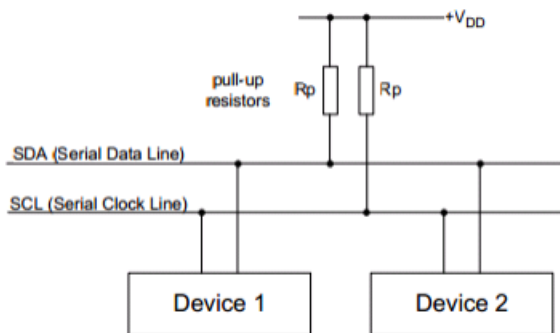 +VDD
pull-up
resistors
Rp
Rp
SDA (Serial Data Line)
SCL (Serial Clock Line)
Device 1
Device 2